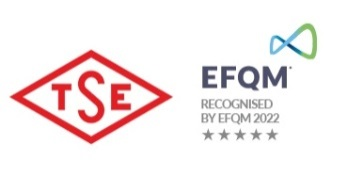 TSE
EFQM
RECOGNISED
BY EFQM 2022
★★★★★